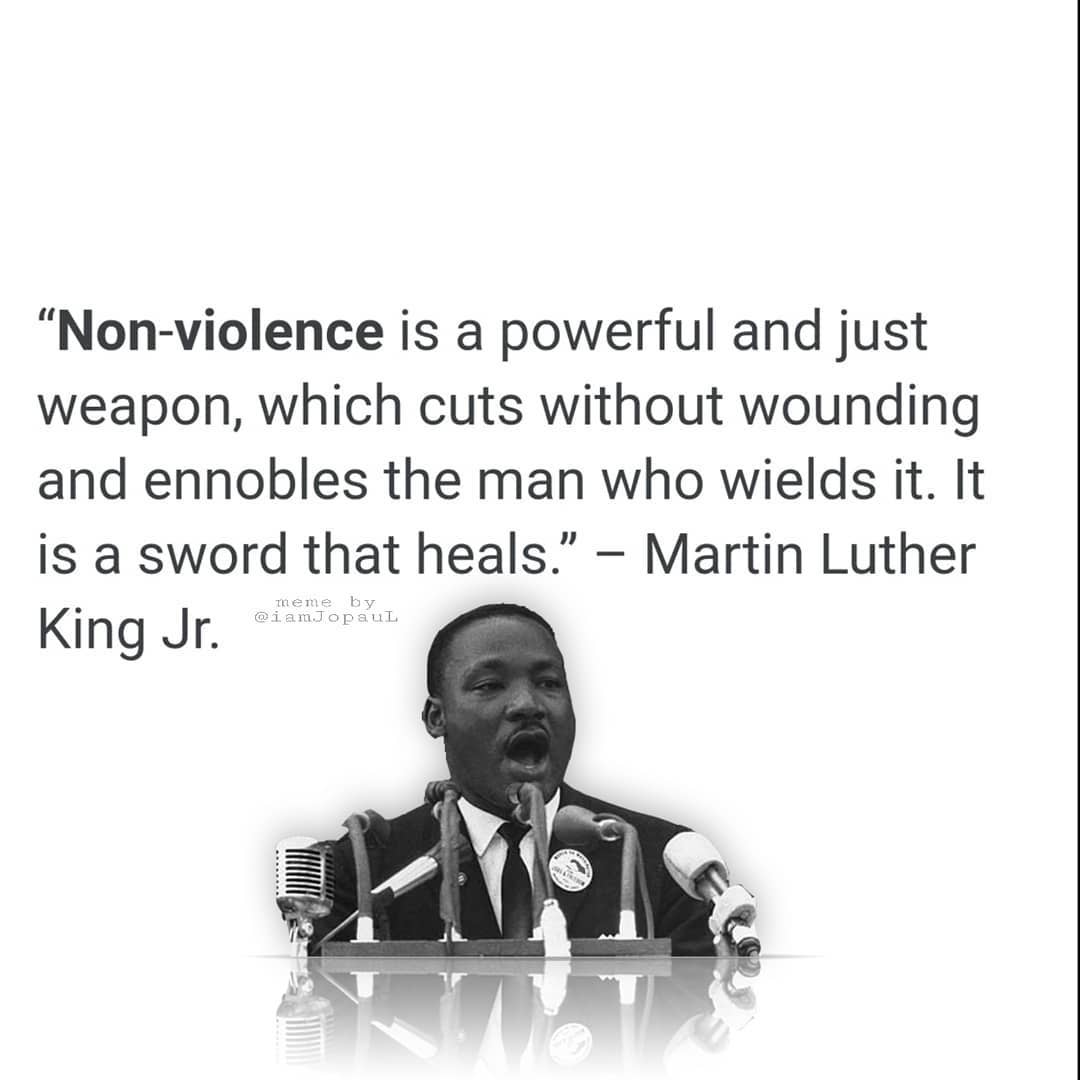 “Non-violence is a powerful and just
weapon, which cuts without wounding
and ennobles the man who wields it. It
is a sword that heals.” – Martin Luther
King Jr.
meme by
@iamJopauL